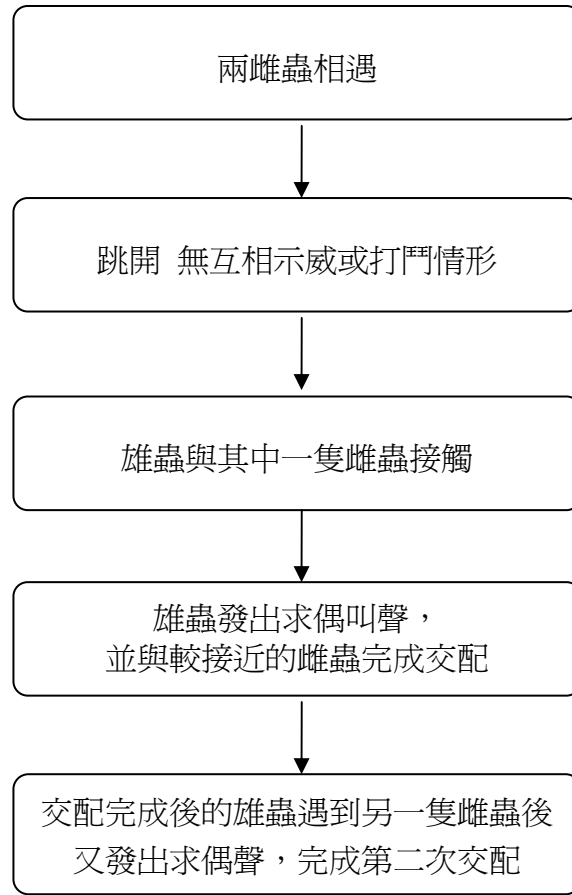 兩雌蟲相遇
跳開 無互相示威或打鬥情形
雄蟲與其中一隻雌蟲接觸
雄蟲發出求偶叫聲，
並與較接近的雌蟲完成交配
交配完成後的雄蟲遇到另一隻雌蟲後
又發出求偶聲，完成第二次交配